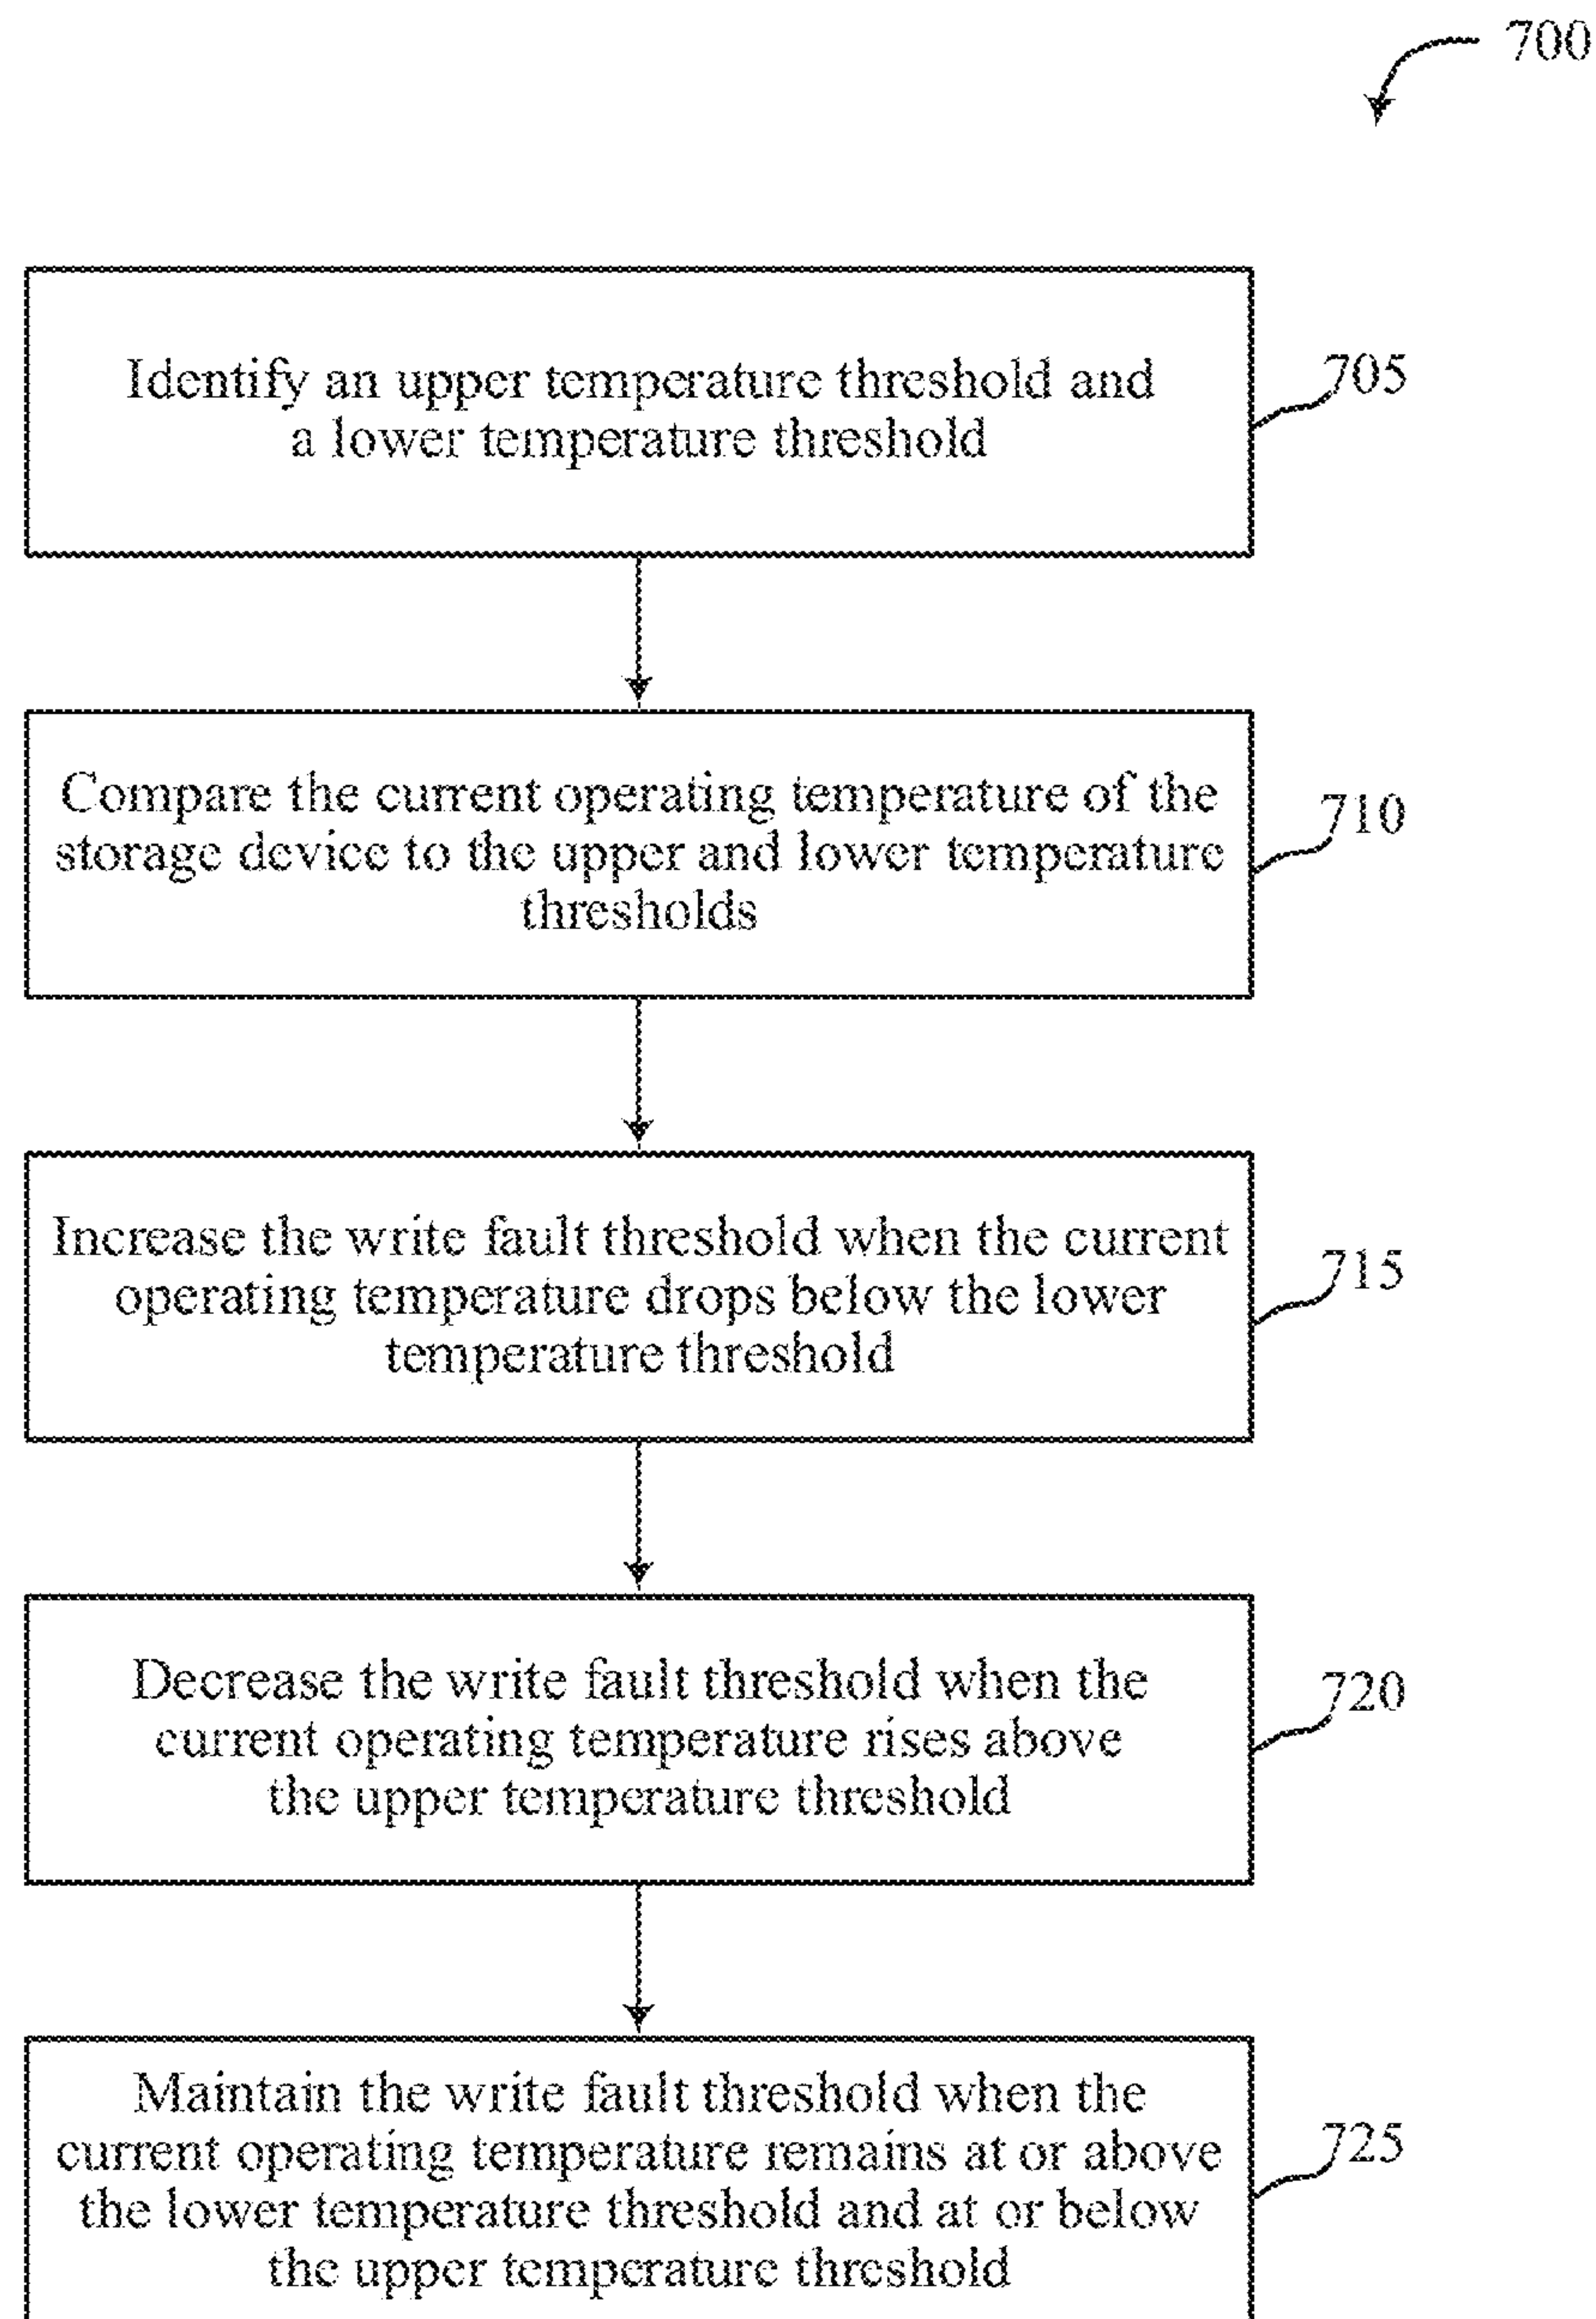 700
Identify an upper temperature threshold and
a lower temperature threshold
705
Compare the current operating temperature of the
storage device to the upper and lower temperature
thresholds
710
Increase the write fault threshold when the current
operating temperature drops below the lower
temperature threshold
715
Decrease the write fault threshold when the
current operating temperature rises above
the upper temperature threshold
720
Maintain the write fault threshold when the
current operating temperature remains at or above
the lower temperature threshold and at or below
the upper temperature threshold
725